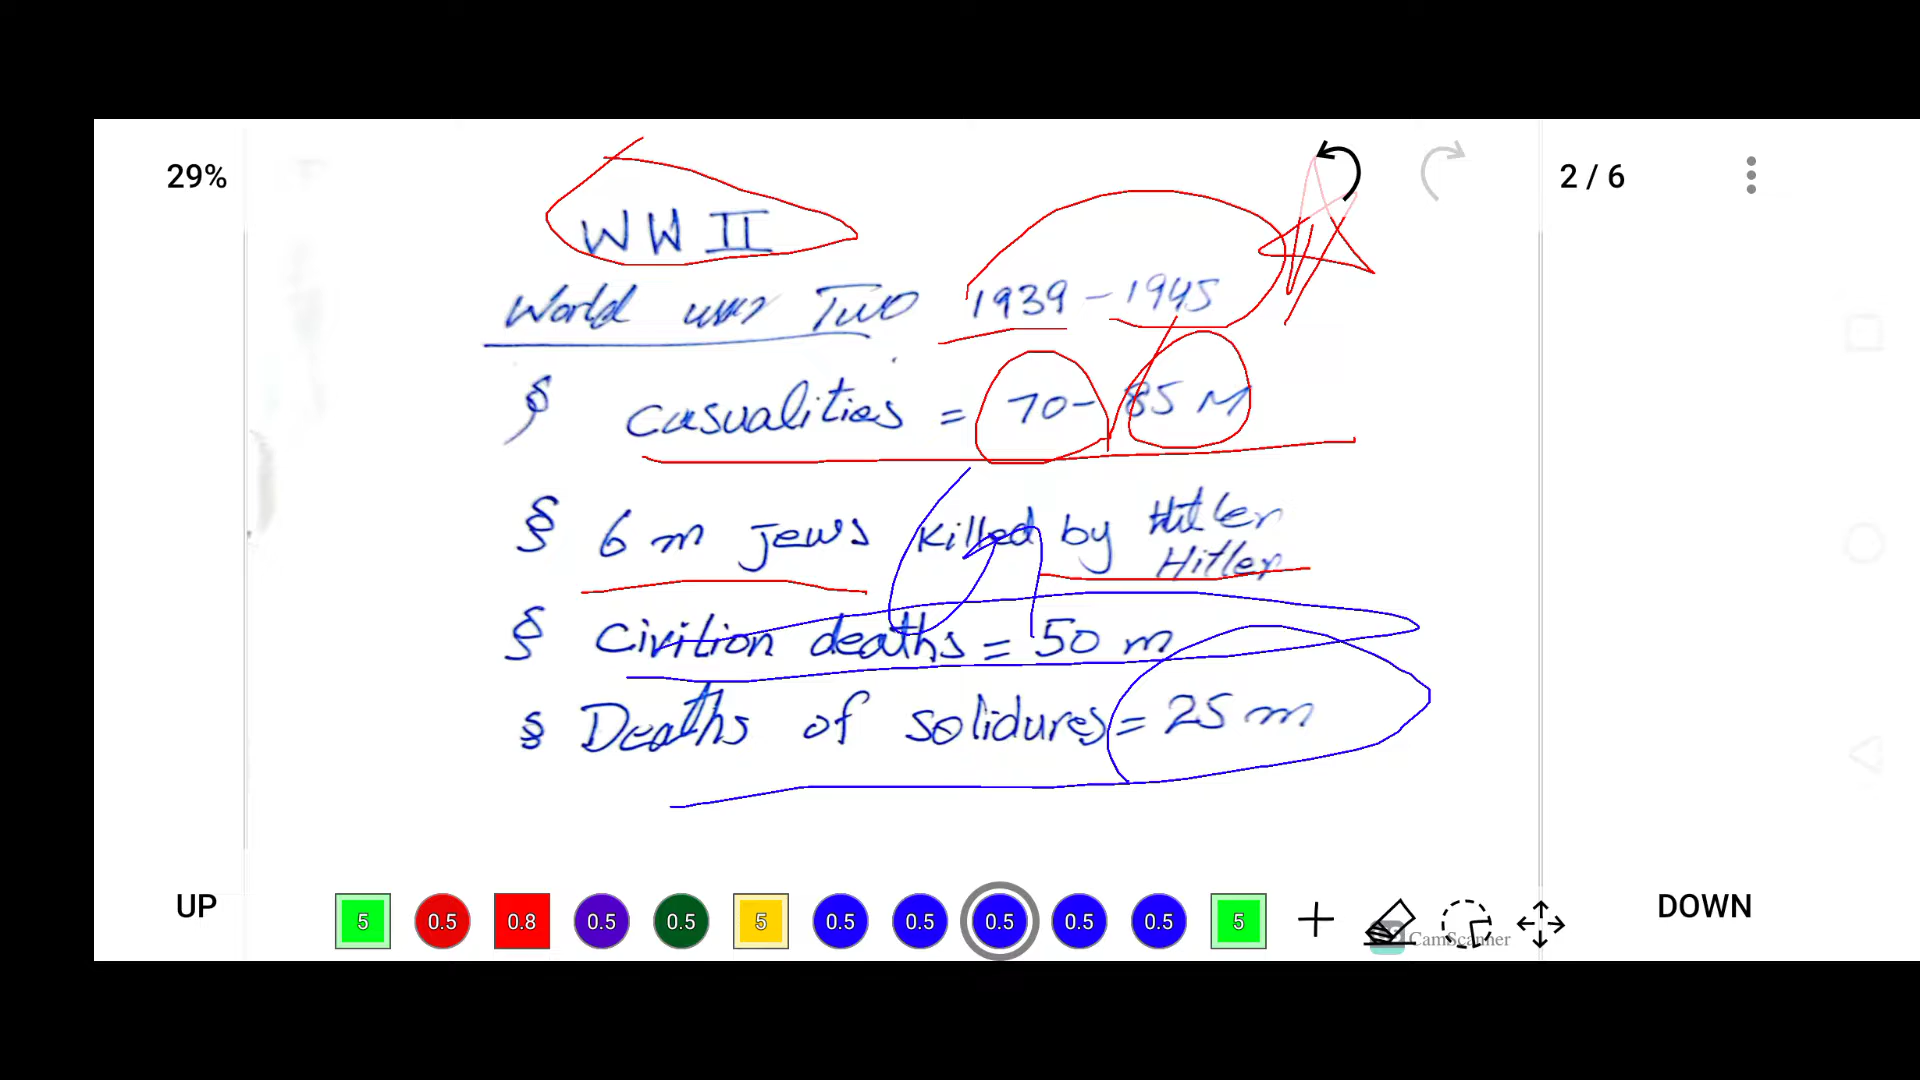 29%
2 / 6
WW II
World war Two 1939 - 1945
§ Casualities = 70 - 85 M
§ 6 m jews killed by Hitler
Hitler
§ Civition deaths = 50 m
§ Deaths of solidures = 25 m
UP
5 0.5 0.8 0.5 0.5 5 0.5 0.5 0.5 0.5 0.5 5
CamScanner
DOWN